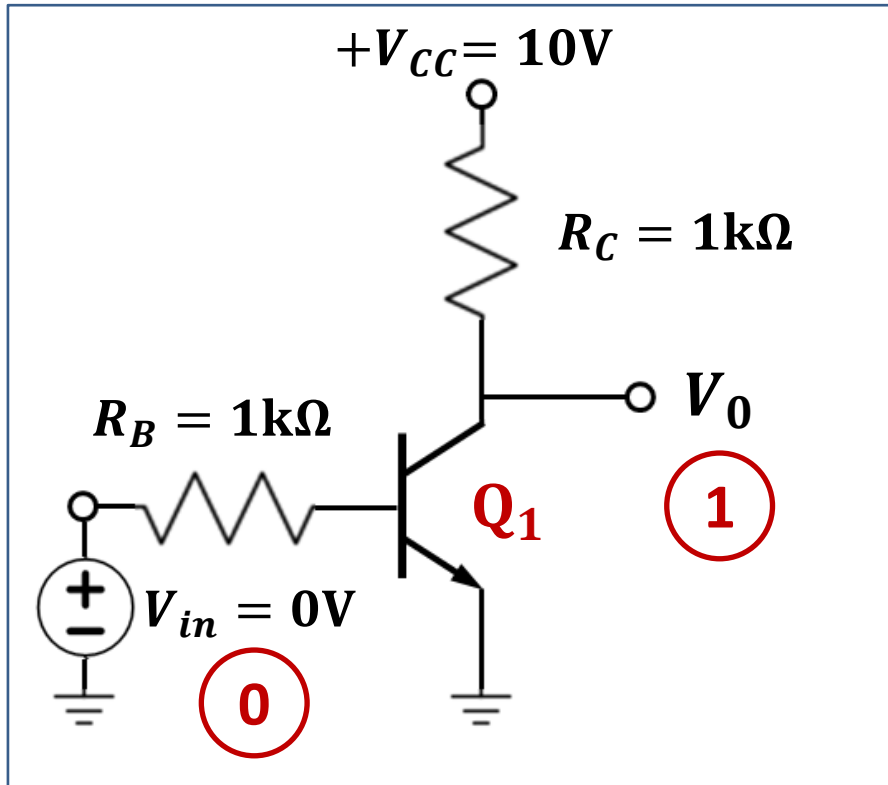 +V_CC = 10V
R_C = 1kΩ
V_0
R_B = 1kΩ
Q_1
1
V_in = 0V
0